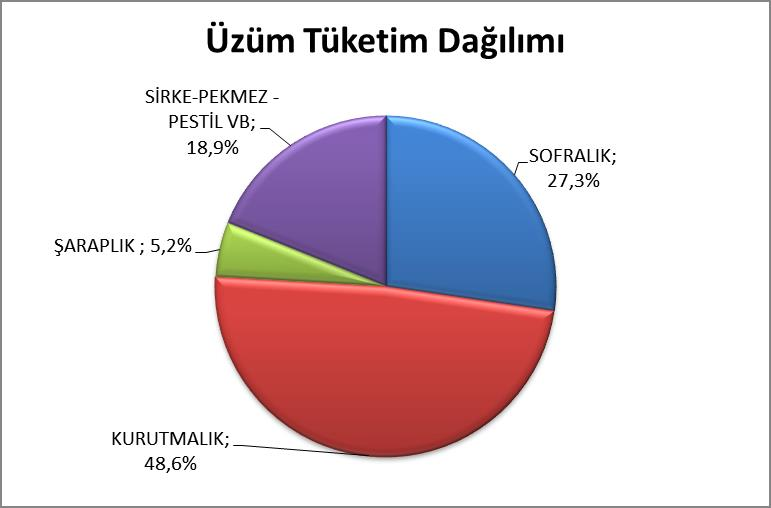 Üzüm Tüketim Dağılımı
SİRKE-PEKMEZ -
PESTİL VB;
18,9%
SOFRALIK;
27,3%
ŞARAPLIK ; 5,2%
KURUTMALIK;
48,6%